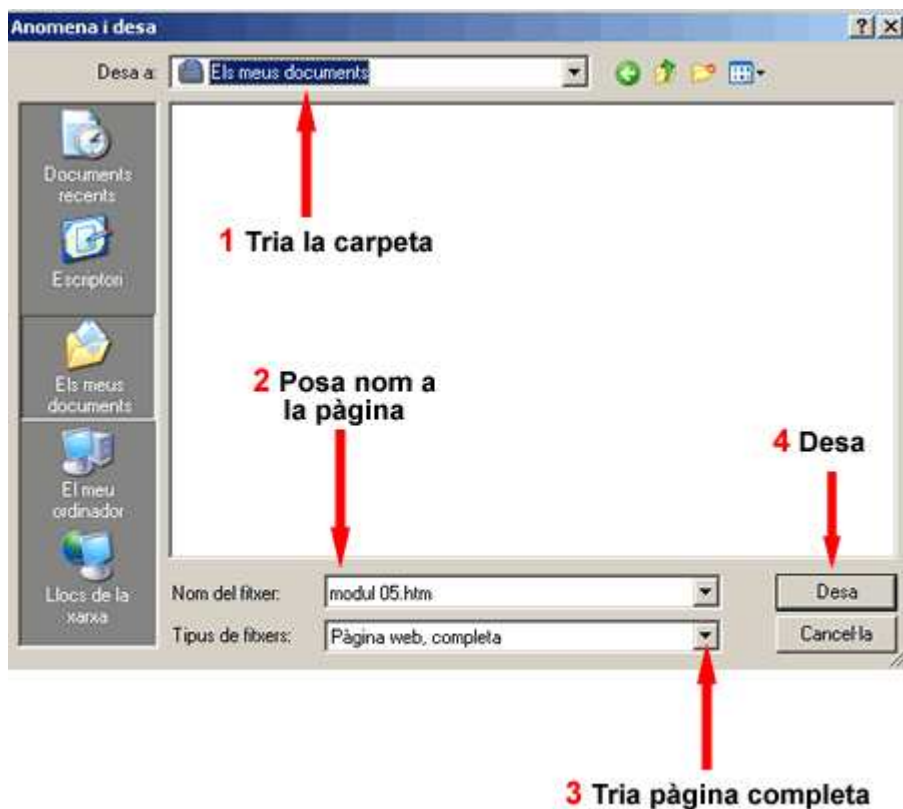 Anomena i desa
Desa a:
Els meus documents
Documents
recents
Escriptori
1 Tria la carpeta
Els meus
documents
2 Posa nom a
la pàgina
4 Desa
El meu
ordinador
Llocs de la
xarxa
Nom del fitxer:
modul 05.htm
Desa
Tipus de fitxers:
Pàgina web, completa
Cancel·la
3 Tria pàgina completa